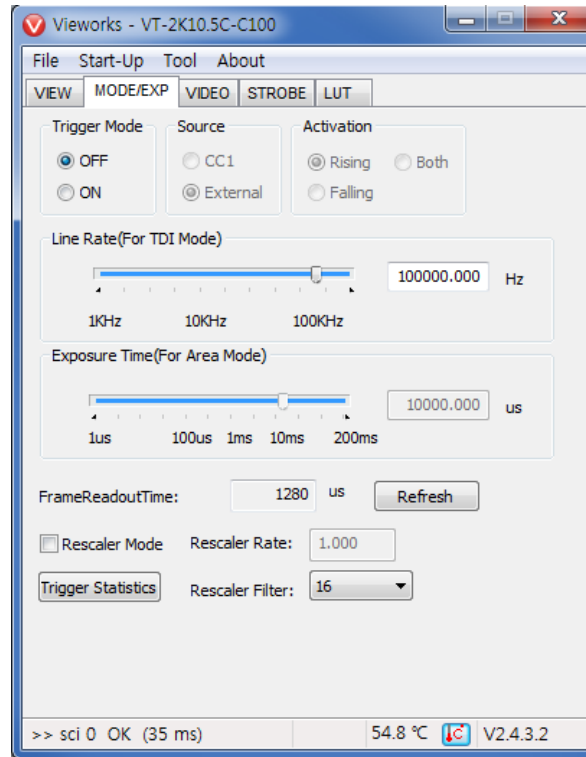 Vieworks - VT-2K10.5C-C100
File Start-Up Tool About
VIEW MODE/EXP VIDEO STROBE LUT
Trigger Mode Source Activation
OFF CC1 Rising Both
ON External Falling
Line Rate(For TDI Mode)
100000.000 Hz
1KHz 10KHz 100KHz
Exposure Time(For Area Mode)
10000.000 us
1us 100us 1ms 10ms 200ms
FrameReadoutTime: 1280 us Refresh
Rescaler Mode Rescaler Rate: 1.000
Trigger Statistics Rescaler Filter: 16
>> sci 0 OK (35 ms) 54.8 ℃ C V2.4.3.2